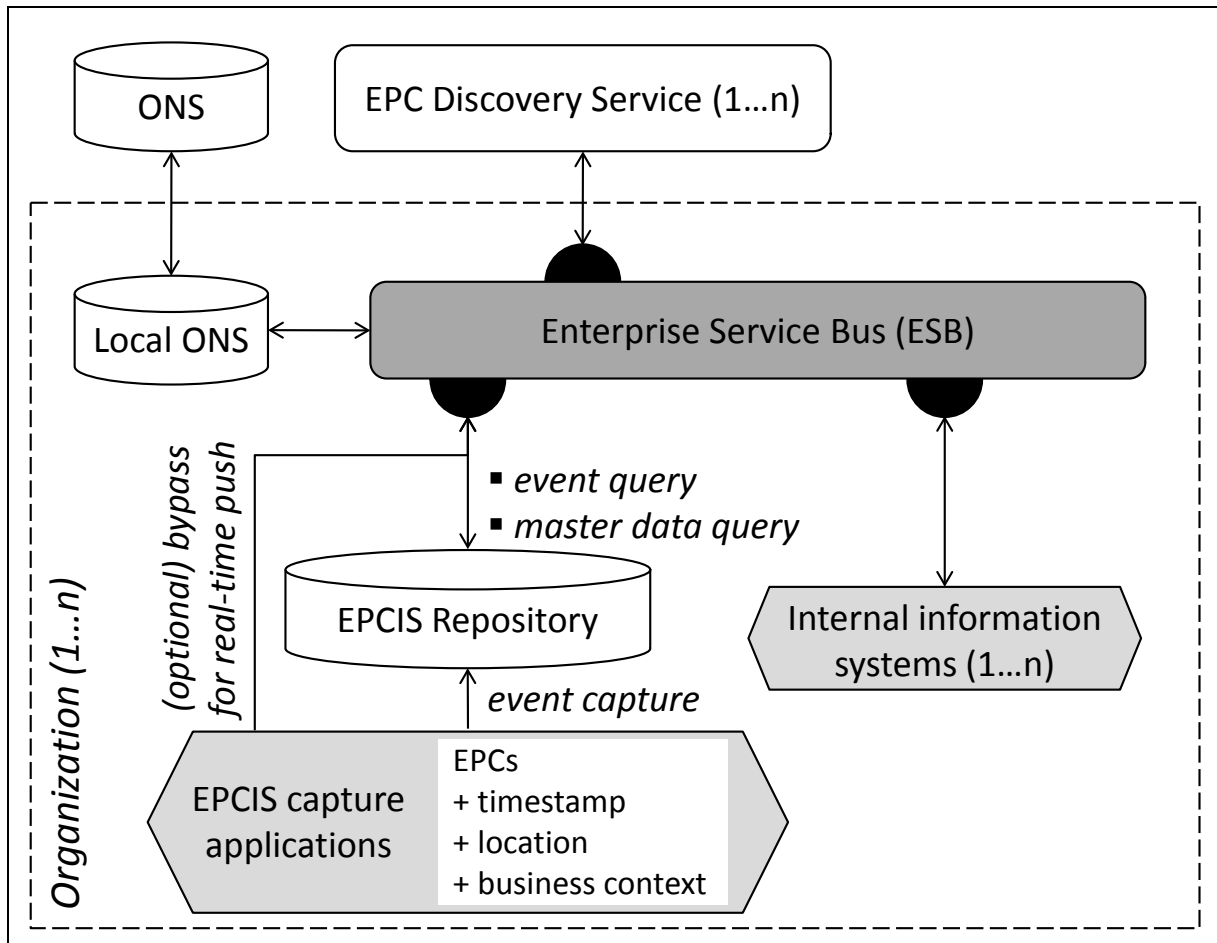 ONS
EPC Discovery Service (1...n)
Local ONS
Enterprise Service Bus (ESB)
(optional) bypass
for real-time push
▪ event query
▪ master data query
EPCIS Repository
Internal information
systems (1...n)
event capture
Organization (1...n)
EPCIS capture
applications
EPCs
+ timestamp
+ location
+ business context